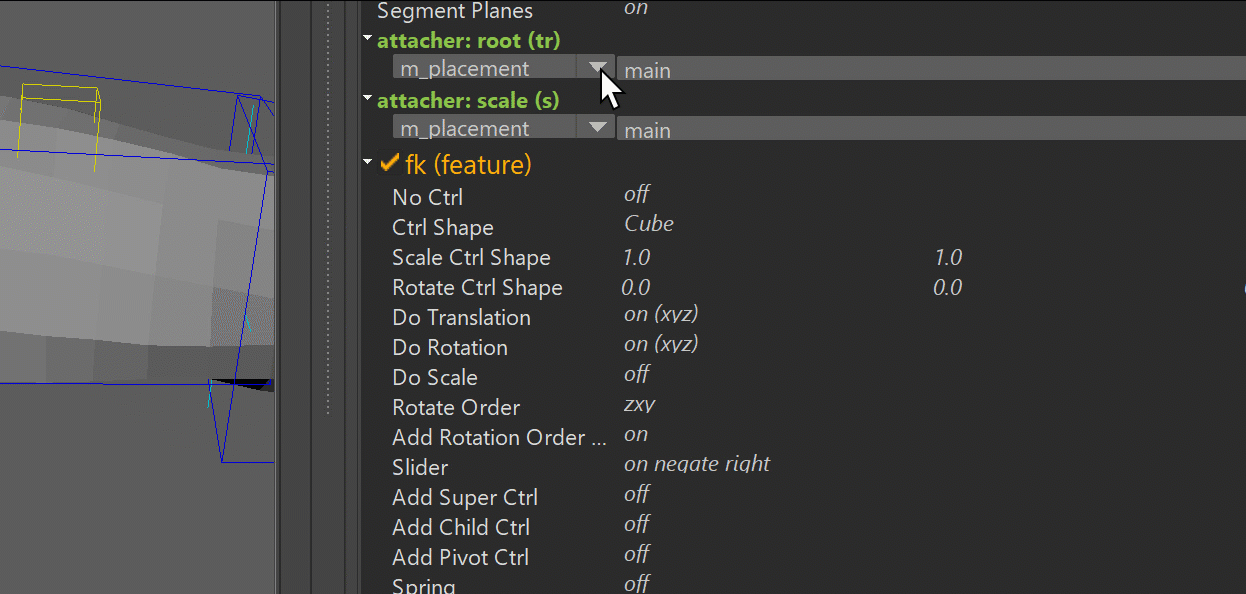 Segment Planes on
attacher: root (tr)
m_placement main
attacher: scale (s)
m_placement main
fk (feature)
No Ctrl off
Ctrl Shape Cube
Scale Ctrl Shape 1.0 1.0
Rotate Ctrl Shape 0.0 0.0
Do Translation on (xyz)
Do Rotation on (xyz)
Do Scale off
Rotate Order zxy
Add Rotation Order ... on
Slider on negate right
Add Super Ctrl off
Add Child Ctrl off
Add Pivot Ctrl off
Spring off